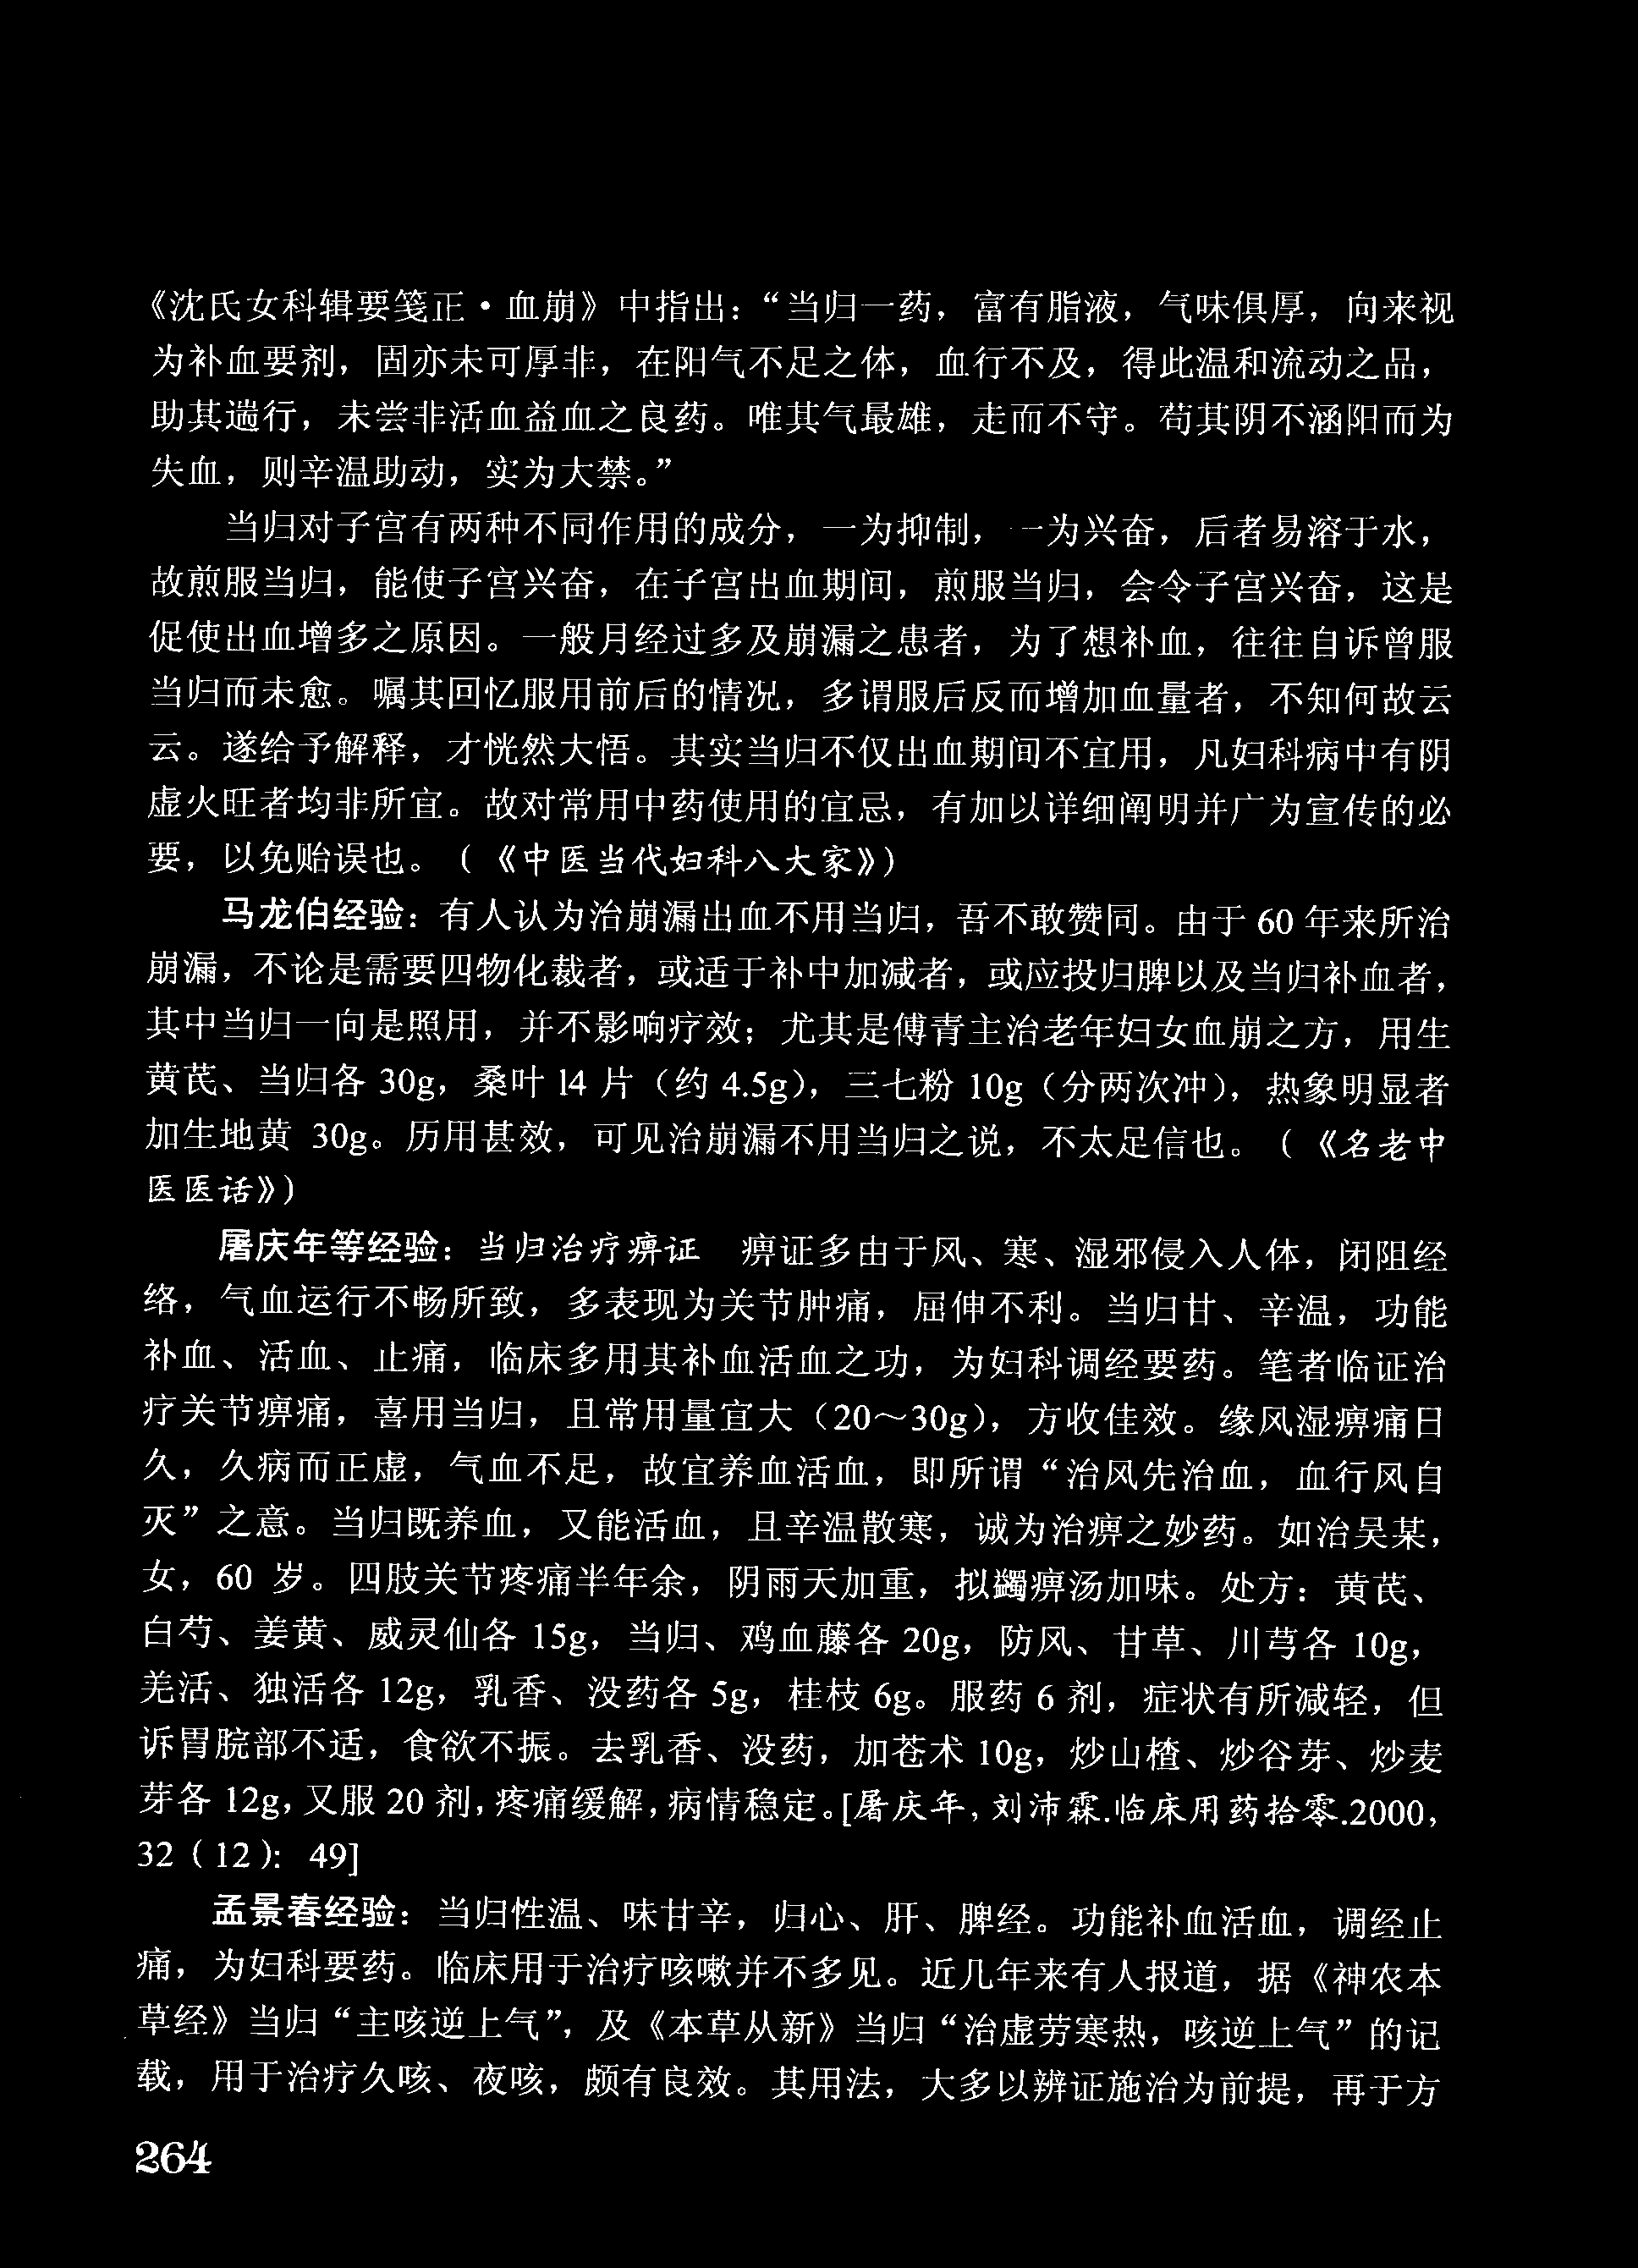 《沈氏女科辑要笺正·血崩》中指出：“当归一药，富有脂液，气味俱厚，向来视
为补血要剂，固亦未可厚非，在阳气不足之体，血行不及，得此温和流动之品，
助其遄行，未尝非活血益血之良药。唯其气最雄，走而不守。苟其阴不涵阳而为
失血，则辛温助动，实为大禁。”
当归对子宫有两种不同作用的成分，一为抑制，一为兴奋，后者易溶于水，
故煎服当归，能使子宫兴奋，在子宫出血期间，煎服当归，会令子宫兴奋，这是
促使出血增多之原因。一般月经过多及崩漏之患者，为了想补血，往往自诉曾服
当归而未愈。嘱其回忆服用前后的情况，多谓服后反而增加血量者，不知何故云
云。遂给予解释，才恍然大悟。其实当归不仅出血期间不宜用，凡妇科病中有阴
虚火旺者均非所宜。故对常用中药使用的宜忌，有加以详细阐明并广为宣传的必
要，以免贻误也。（《中医当代妇科八大家》）
马龙伯经验：有人认为治崩漏出血不用当归，吾不敢赞同。由于 60 年来所治
崩漏，不论是需要四物化裁者，或适于补中加减者，或应投归脾以及当归补血者，
其中当归一向是照用，并不影响疗效；尤其是傅青主治老年妇女血崩之方，用生
黄芪、当归各 30g，桑叶 14 片（约 4.5g），三七粉 10g（分两次冲），热象明显者
加生地黄 30g。历用甚效，可见治崩漏不用当归之说，不太足信也。（《名老中
医医话》）
屠庆年等经验：当归治疗痹证　痹证多由于风、寒、湿邪侵入人体，闭阻经
络，气血运行不畅所致，多表现为关节肿痛，屈伸不利。当归甘、辛温，功能
补血、活血、止痛，临床多用其补血活血之功，为妇科调经要药。笔者临证治
疗关节痹痛，喜用当归，且常用量宜大（20～30g），方收佳效。缘风湿痹痛日
久，久病而正虚，气血不足，故宜养血活血，即所谓“治风先治血，血行风自
灭”之意。当归既养血，又能活血，且辛温散寒，诚为治痹之妙药。如治吴某，
女，60 岁。四肢关节疼痛半年余，阴雨天加重，拟蠲痹汤加味。处方：黄芪、
白芍、姜黄、威灵仙各 15g，当归、鸡血藤各 20g，防风、甘草、川芎各 10g，
羌活、独活各 12g，乳香、没药各 5g，桂枝 6g。服药 6 剂，症状有所减轻，但
诉胃脘部不适，食欲不振。去乳香、没药，加苍术 10g，炒山楂、炒谷芽、炒麦
芽各 12g，又服 20 剂，疼痛缓解，病情稳定。[屠庆年，刘沛霖.临床用药拾零.2000，
32（12）：49]
孟景春经验：当归性温、味甘辛，归心、肝、脾经。功能补血活血，调经止
痛，为妇科要药。临床用于治疗咳嗽并不多见。近几年来有人报道，据《神农本
草经》当归“主咳逆上气”，及《本草从新》当归“治虚劳寒热，咳逆上气”的记
载，用于治疗久咳、夜咳，颇有良效。其用法，大多以辨证施治为前提，再于方
264